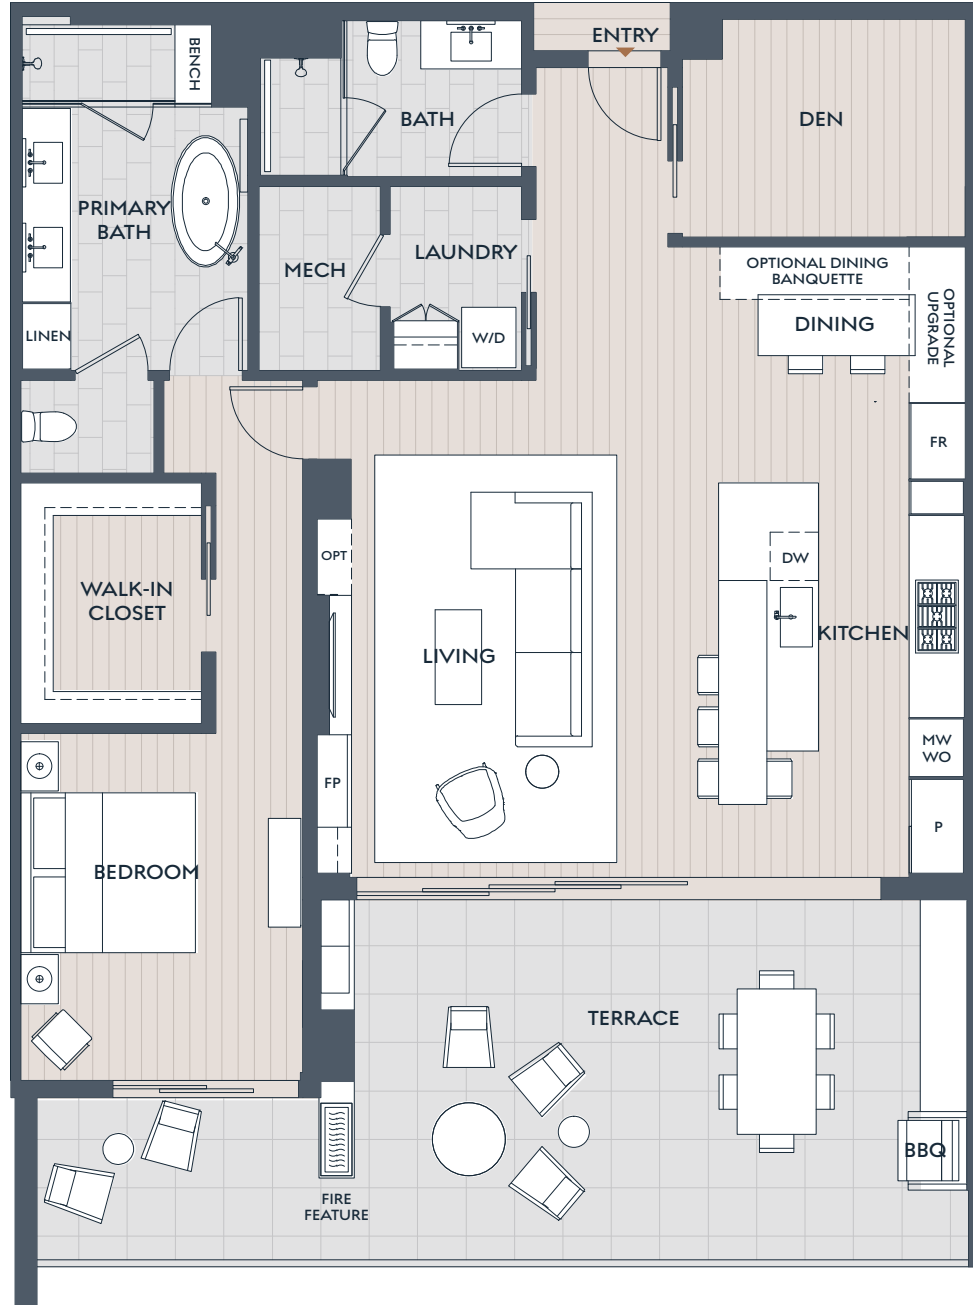 ENTRY
BENCH
BATH
DEN
PRIMARY
BATH
LAUNDRY
MECH
OPTIONAL DINING
BANQUETTE
OPTIONAL
UPGRADE
DINING
LINEN
W/D
FR
OPT
DW
WALK-IN
CLOSET
KITCHEN
LIVING
MW
WO
FP
P
BEDROOM
TERRACE
BBQ
FIRE
FEATURE